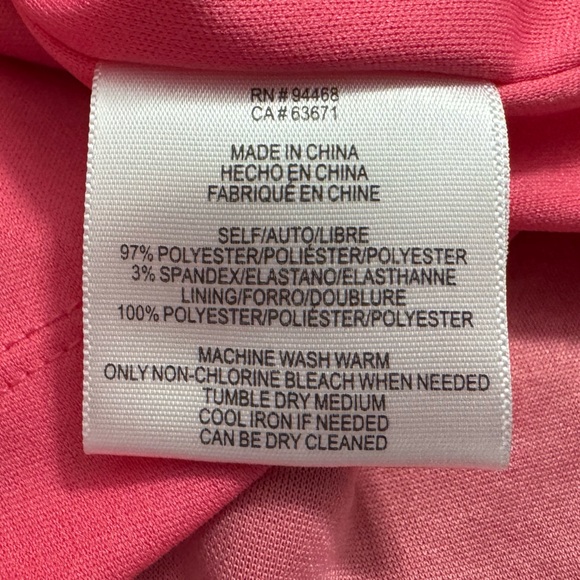 RN # 94468
CA # 63671
MADE IN CHINA
HECHO EN CHINA
FABRIQUÉ EN CHINE
SELF/AUTO/LIBRE
97% POLYESTER/POLIÉSTER/POLYESTER
3% SPANDEX/ELASTANO/ELASTHANNE
LINING/FORRO/DOUBLURE
100% POLYESTER/POLIÉSTER/POLYESTER
MACHINE WASH WARM
ONLY NON-CHLORINE BLEACH WHEN NEEDED
TUMBLE DRY MEDIUM
COOL IRON IF NEEDED
CAN BE DRY CLEANED